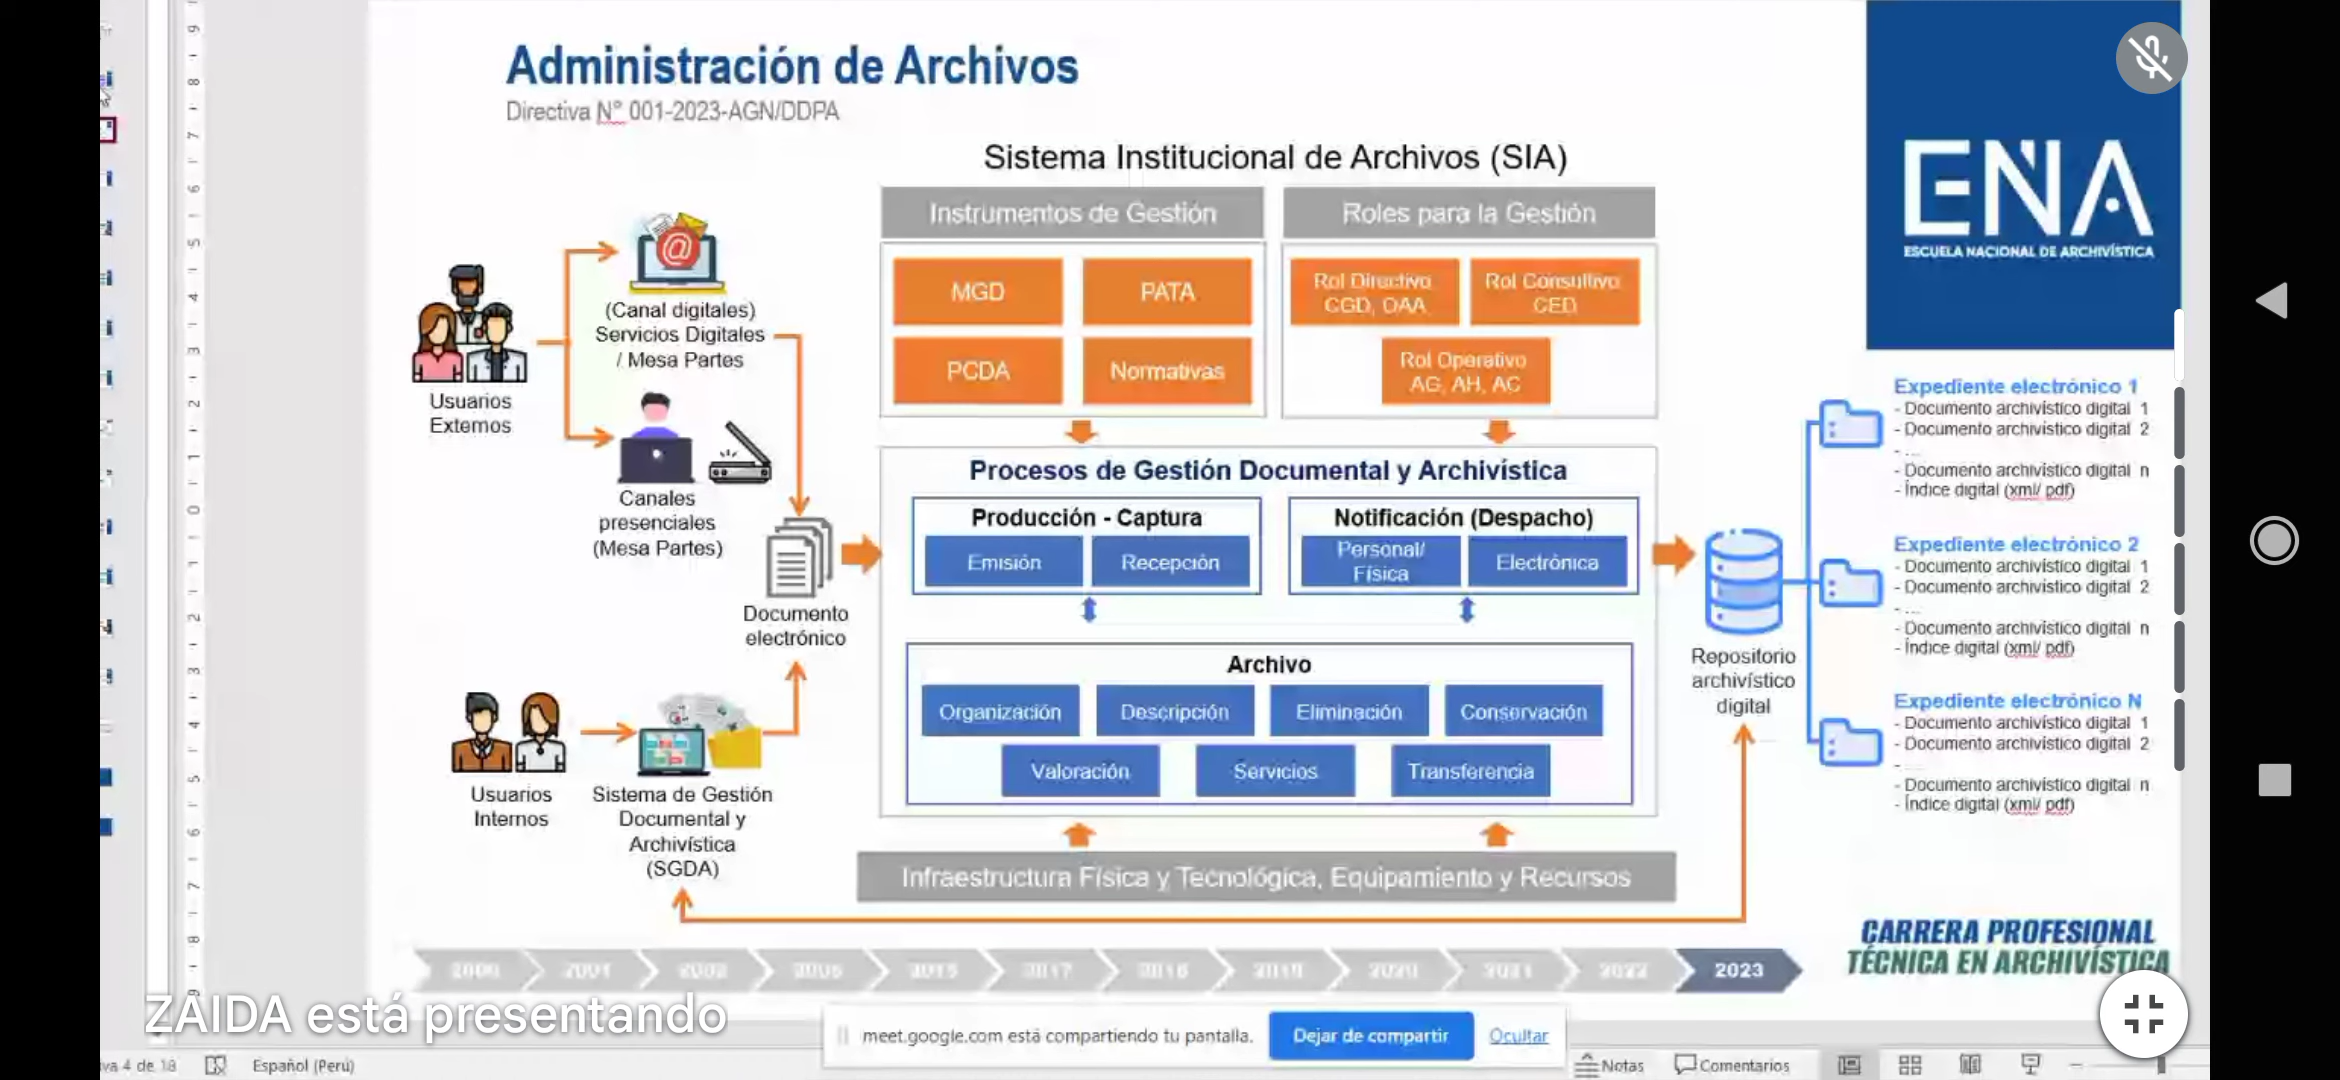 Administración de Archivos
Directiva N° 001-2023-AGN/DDPA
Sistema Institucional de Archivos (SIA)
Instrumentos de Gestión
Roles para la Gestión
MGD
PATA
PCDA
Normativas
Rol Directivo
CGD, OAA
Rol Consultivo
CED
Rol Operativo
AG, AH, AC
ENA
ESCUELA NACIONAL DE ARCHIVÍSTICA
Usuarios
Externos
(Canal digitales)
Servicios Digitales
/ Mesa Partes
Canales
presenciales
(Mesa Partes)
Documento
electrónico
Usuarios
Internos
Sistema de Gestión
Documental y
Archivística
(SGDA)
Procesos de Gestión Documental y Archivística
Producción - Captura
Emisión
Recepción
Notificación (Despacho)
Personal/
Física
Electrónica
Archivo
Organización
Descripción
Eliminación
Conservación
Valoración
Servicios
Transferencia
Infraestructura Física y Tecnológica, Equipamiento y Recursos
Repositorio
archivístico
digital
Expediente electrónico 1
- Documento archivístico digital 1
- Documento archivístico digital 2
- ...
- Documento archivístico digital n
- Índice digital (xml/ pdf)
Expediente electrónico 2
- Documento archivístico digital 1
- Documento archivístico digital 2
- ...
- Documento archivístico digital n
- Índice digital (xml/ pdf)
Expediente electrónico N
- Documento archivístico digital 1
- Documento archivístico digital 2
- ...
- Documento archivístico digital n
- Índice digital (xml/ pdf)
CARRERA PROFESIONAL
TÉCNICA EN ARCHIVÍSTICA
2023
ZAIDA está presentando
meet.google.com está compartiendo tu pantalla.
Dejar de compartir
Ocultar
4 de 18
Español (Perú)
Notas
Comentarios